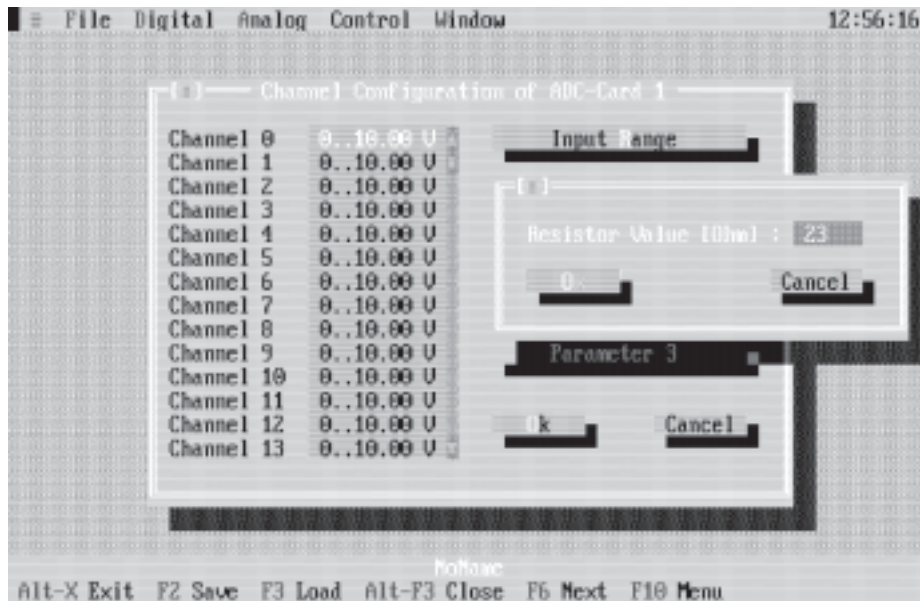 ≡ File Digital Analog Control Window 12:56:16
Channel Configuration of ADC-Card 1
Channel 0 0..10.00 V
Channel 1 0..10.00 V
Channel 2 0..10.00 V
Channel 3 0..10.00 V
Channel 4 0..10.00 V
Channel 5 0..10.00 V
Channel 6 0..10.00 V
Channel 7 0..10.00 V
Channel 8 0..10.00 V
Channel 9 0..10.00 V
Channel 10 0..10.00 V
Channel 11 0..10.00 V
Channel 12 0..10.00 V
Channel 13 0..10.00 V
Input Range
Resistor Value [Ohm] : 23
Cancel
Parameter 3
Ok Cancel
NoName
Alt-X Exit F2 Save F3 Load Alt-F3 Close F6 Next F10 Menu